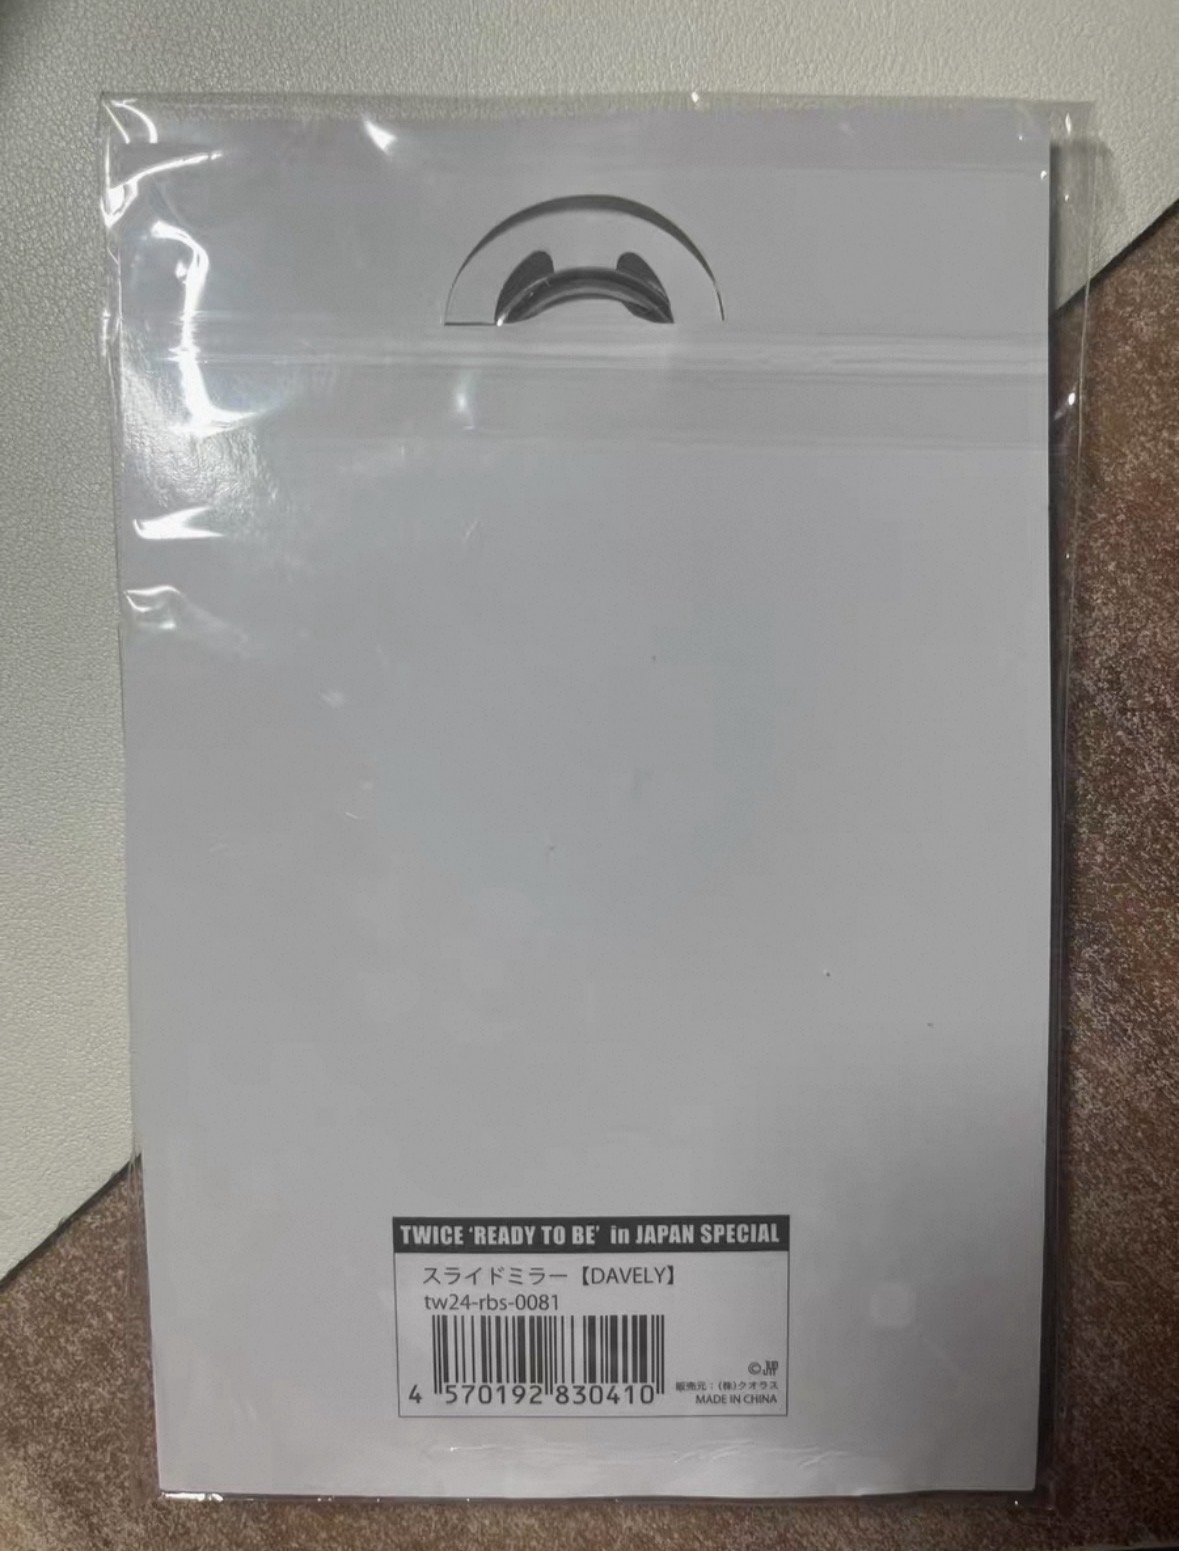 TWICE 'READY TO BE' in JAPAN SPECIAL
スライドミラー【DAVELY】
tw24-rbs-0081
4 570192 830410
©JYP
販売元：(株)クオラス
MADE IN CHINA